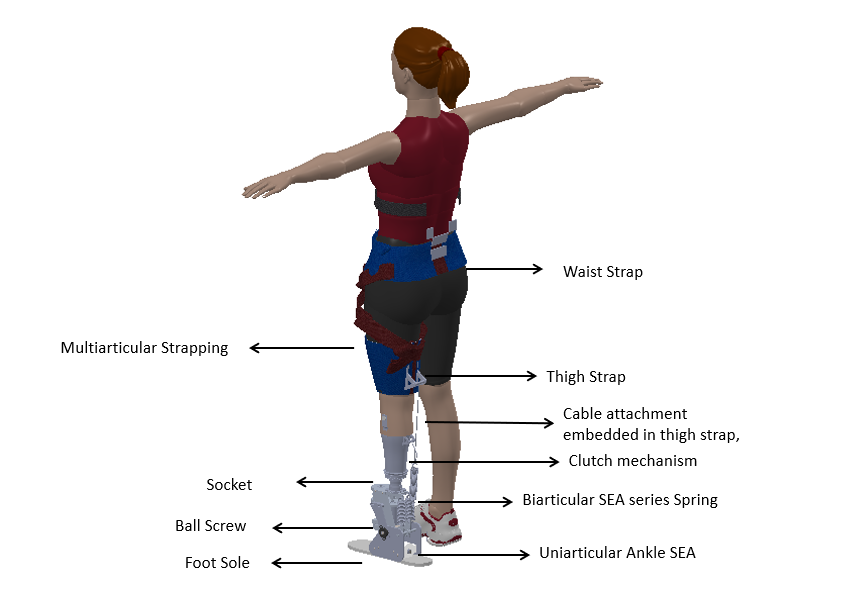 Waist Strap
Multiarticular Strapping
Thigh Strap
Cable attachment
embedded in thigh strap,
Clutch mechanism
Socket
Biarticular SEA series Spring
Ball Screw
Uniarticular Ankle SEA
Foot Sole